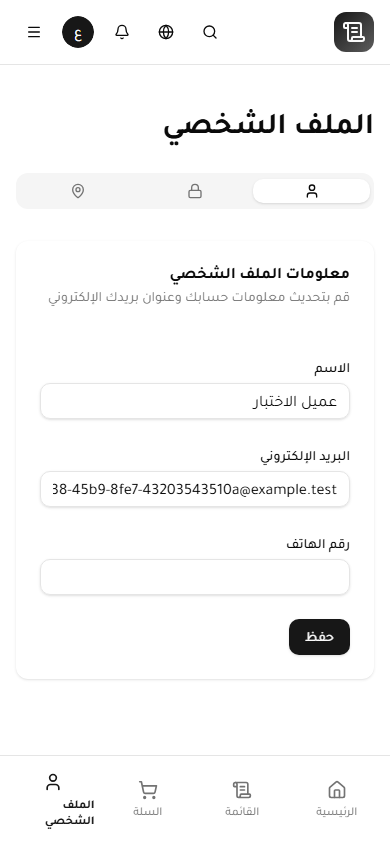 ع
الملف الشخصي
معلومات الملف الشخصي
قم بتحديث معلومات حسابك وعنوان بريدك الإلكتروني
الاسم
عميل الاختبار
البريد الإلكتروني
38-45b9-8fe7-43203543510a@example.test
رقم الهاتف
حفظ
الرئيسية
القائمة
السلة
الملف
الشخصي